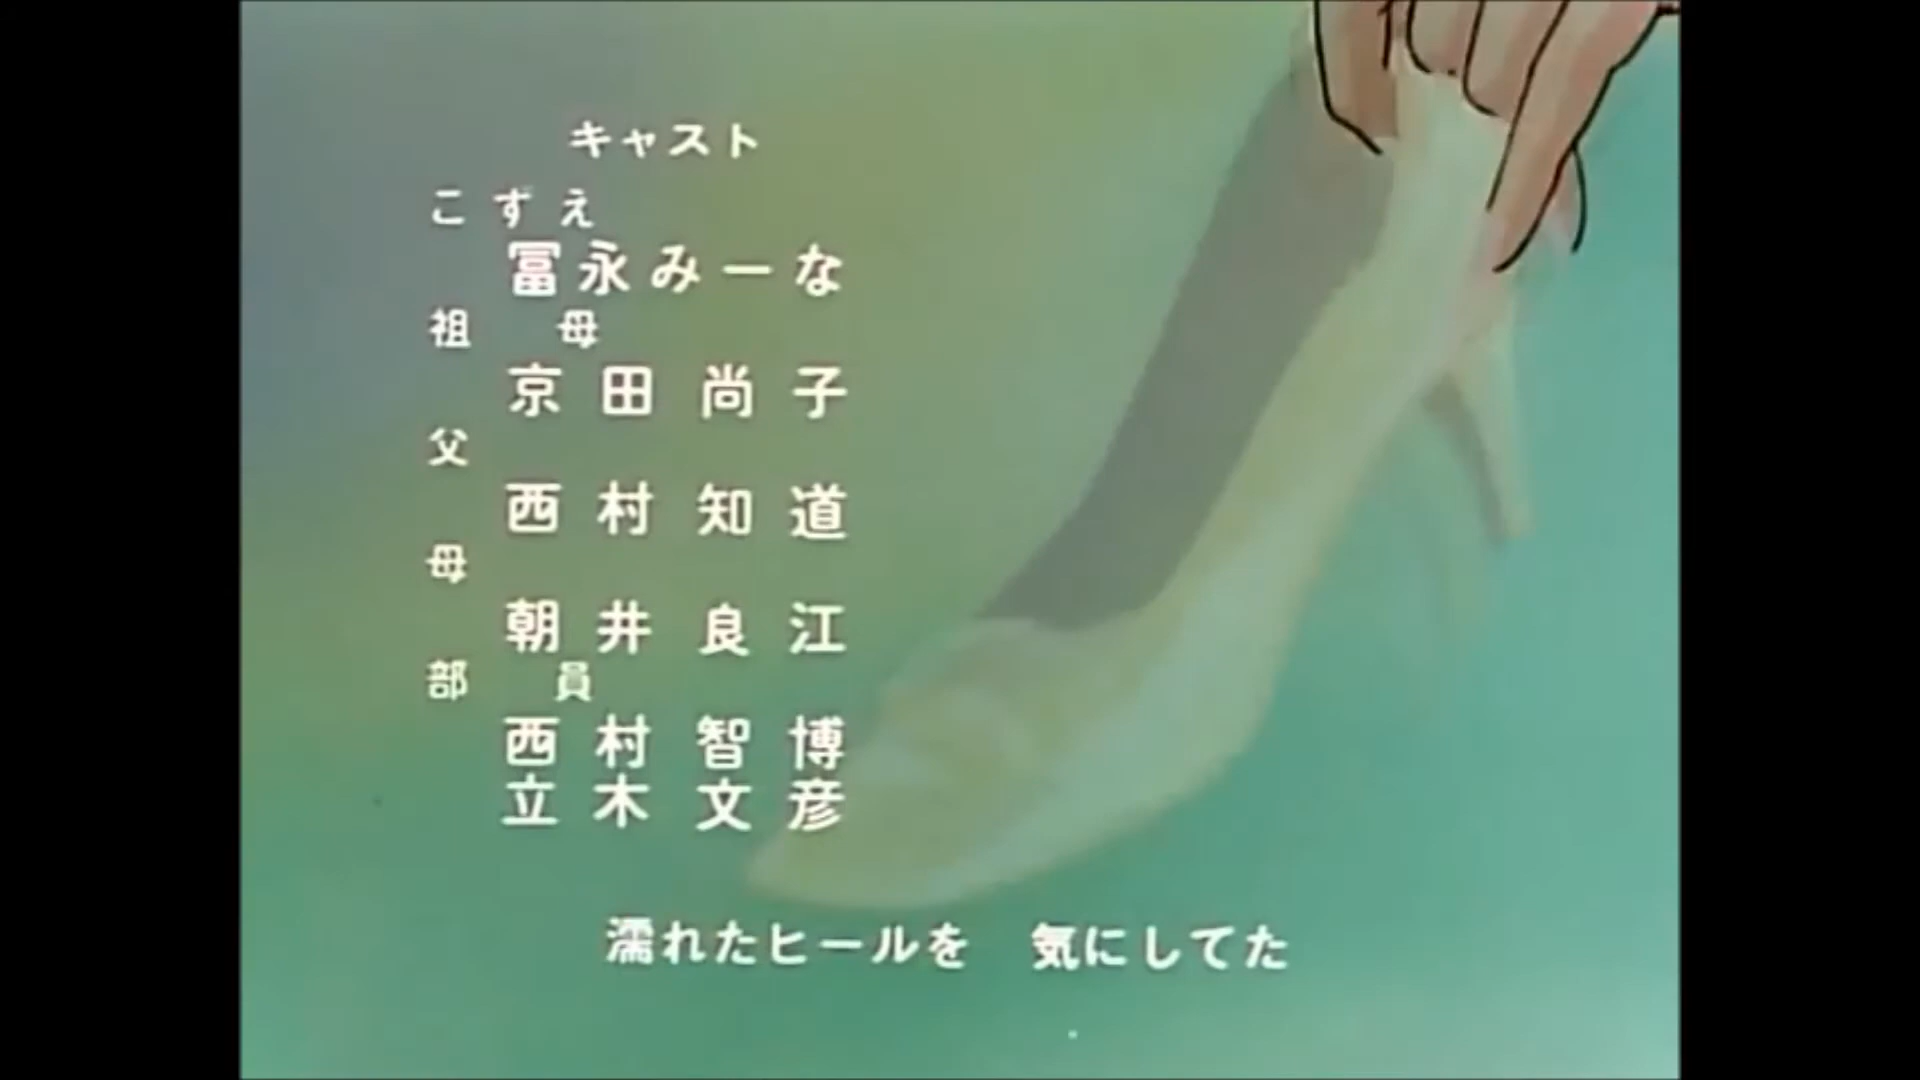 キャスト
こずえ
冨永みーな
祖母
京田尚子
父
西村知道
母
朝井良江
部員
西村智博
立木文彦
濡れたヒールを 気にしてた